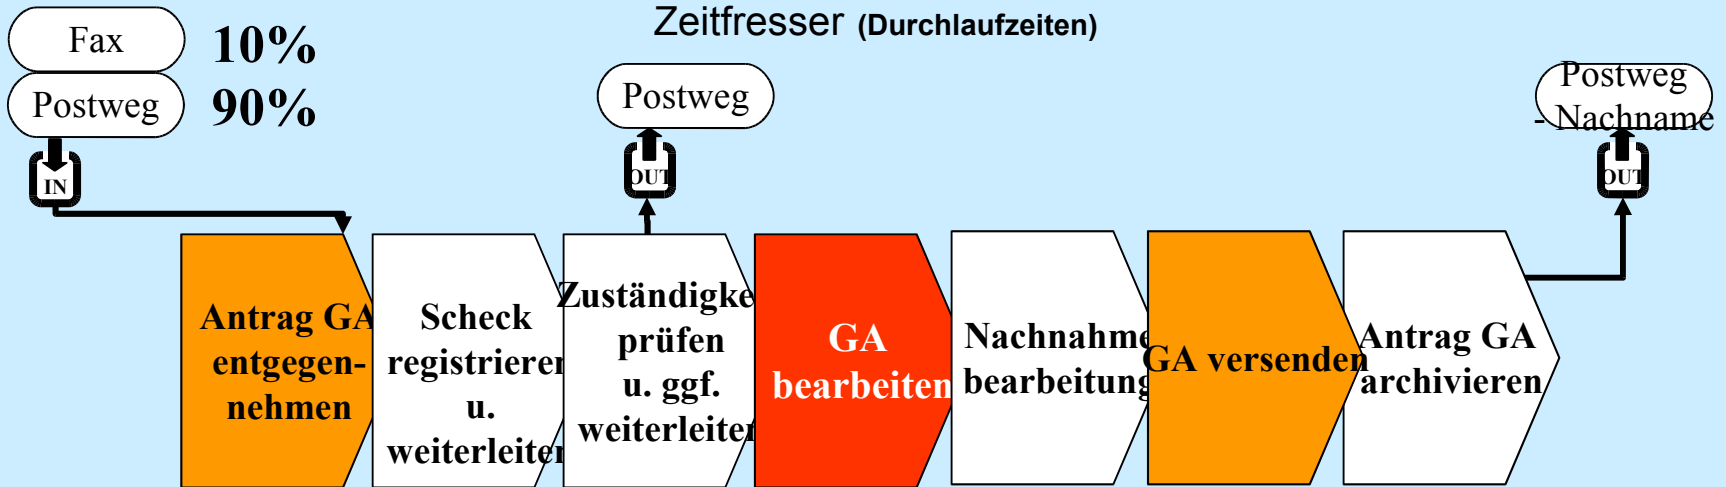 Zeitfresser (Durchlaufzeiten)
Fax
10%
Postweg
90%
IN
Postweg
OUT
Postweg
- Nachname
OUT
Antrag GA
entgegen-
nehmen
Scheck
registrieren
u.
weiterleiten
Zuständigke
prüfen
u. ggf.
weiterleiten
GA
bearbeiten
Nachnahme
bearbeitung
GA versenden
Antrag GA
archivieren